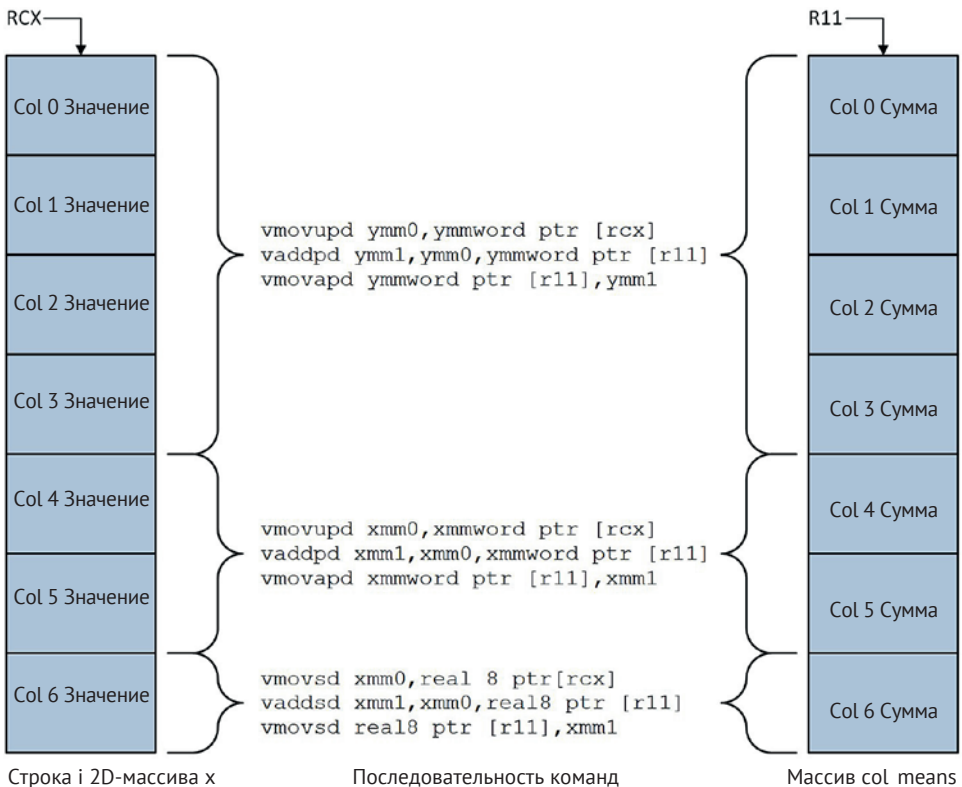 RCX
R11
Col 0 Значение
Col 1 Значение
Col 2 Значение
Col 3 Значение
Col 4 Значение
Col 5 Значение
Col 6 Значение
vmovupd ymm0,ymmword ptr [rcx]
vaddpd ymm1,ymm0,ymmword ptr [r11]
vmovapd ymmword ptr [r11],ymm1
vmovupd xmm0,xmmword ptr [rcx]
vaddpd xmm1,xmm0,xmmword ptr [r11]
vmovapd xmmword ptr [r11],xmm1
vmovsd xmm0,real 8 ptr[rcx]
vaddsd xmm1,xmm0,real8 ptr [r11]
vmovsd real8 ptr [r11],xmm1
Col 0 Сумма
Col 1 Сумма
Col 2 Сумма
Col 3 Сумма
Col 4 Сумма
Col 5 Сумма
Col 6 Сумма
Строка i 2D-массива x
Последовательность команд
Массив col means